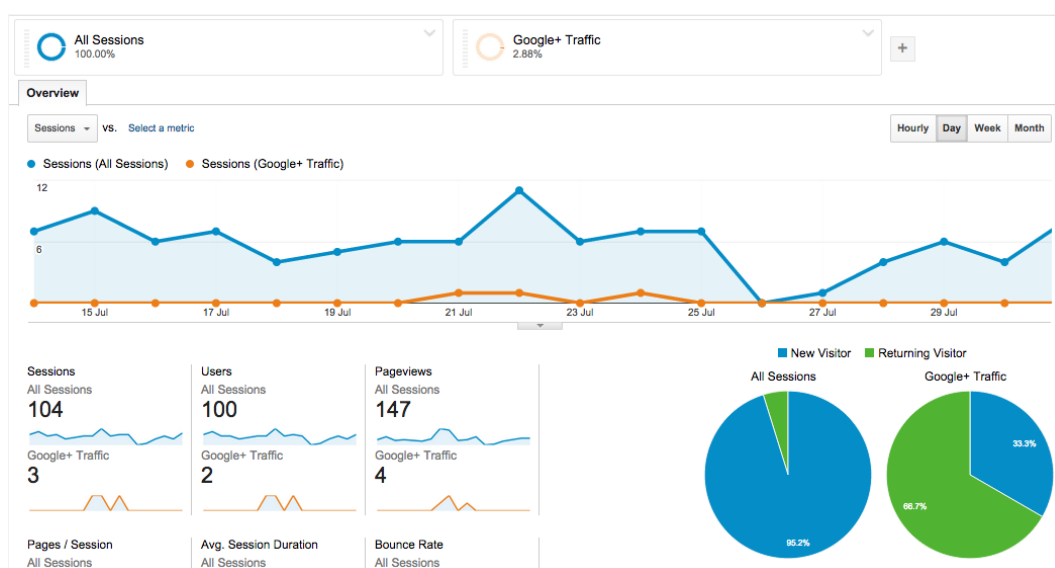 All Sessions
100.00%
Google+ Traffic
2.88%
+
Overview
Sessions vs. Select a metric
Hourly Day Week Month
Sessions (All Sessions) Sessions (Google+ Traffic)
12
6
15 Jul 17 Jul 19 Jul 21 Jul 23 Jul 25 Jul 27 Jul 29 Jul
New Visitor Returning Visitor
All Sessions Google+ Traffic
33.3%
66.7%
95.2%
Sessions Users Pageviews
All Sessions All Sessions All Sessions
104 100 147
Google+ Traffic Google+ Traffic Google+ Traffic
3 2 4
Pages / Session Avg. Session Duration Bounce Rate
All Sessions All Sessions All Sessions